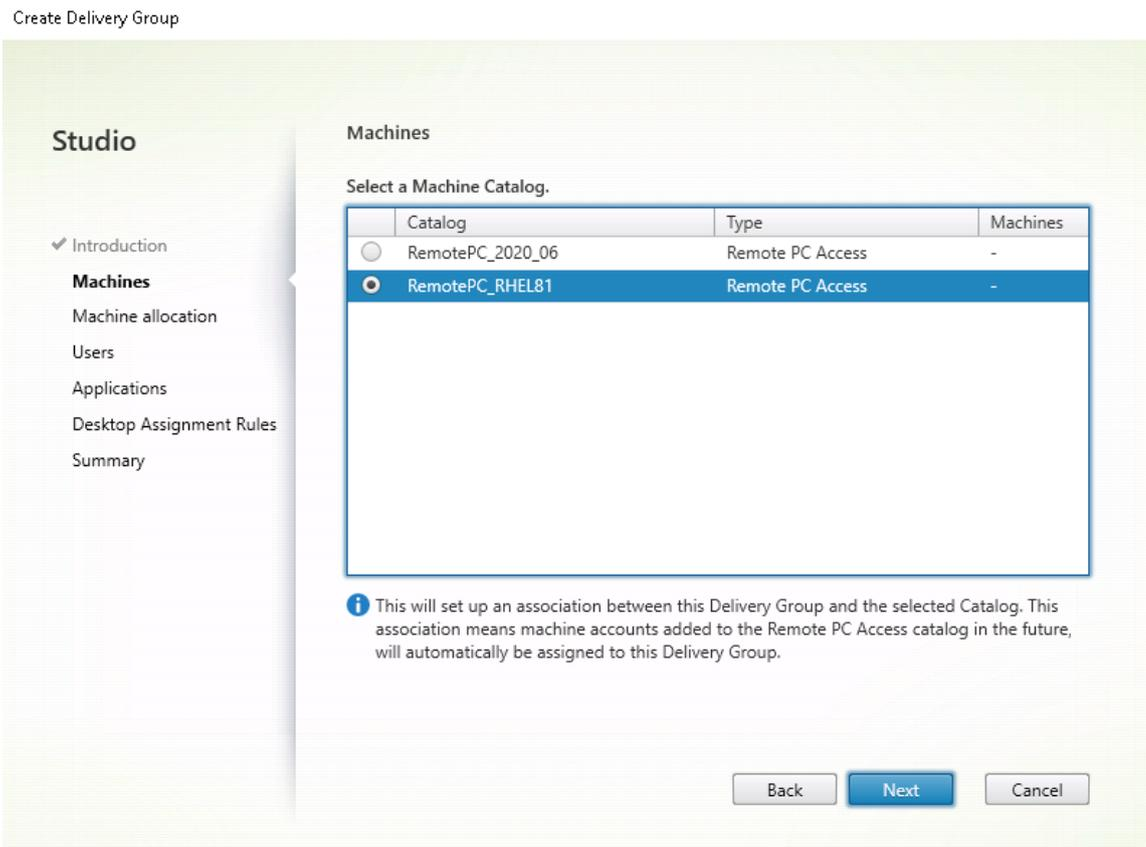 Create Delivery Group
Studio
Introduction
Machines
Machine allocation
Users
Applications
Desktop Assignment Rules
Summary
Machines
Select a Machine Catalog.
Catalog Type Machines
RemotePC_2020_06 Remote PC Access -
RemotePC_RHEL81 Remote PC Access -
This will set up an association between this Delivery Group and the selected Catalog. This
association means machine accounts added to the Remote PC Access catalog in the future,
will automatically be assigned to this Delivery Group.
Back Next Cancel